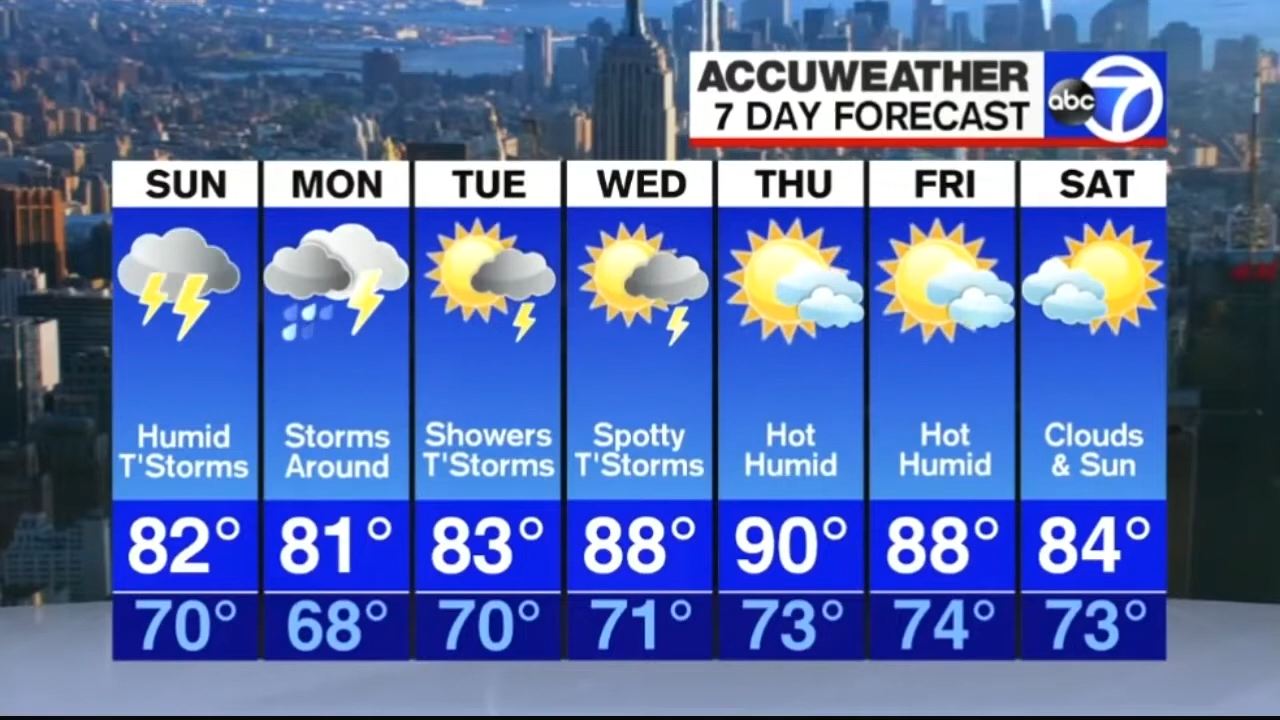 ACCUWEATHER
7 DAY FORECAST
abc 7
SUN
MON
TUE
WED
THU
FRI
SAT
Humid
T'Storms
Storms
Around
Showers
T'Storms
Spotty
T'Storms
Hot
Humid
Hot
Humid
Clouds
& Sun
82°
81°
83°
88°
90°
88°
84°
70°
68°
70°
71°
73°
74°
73°